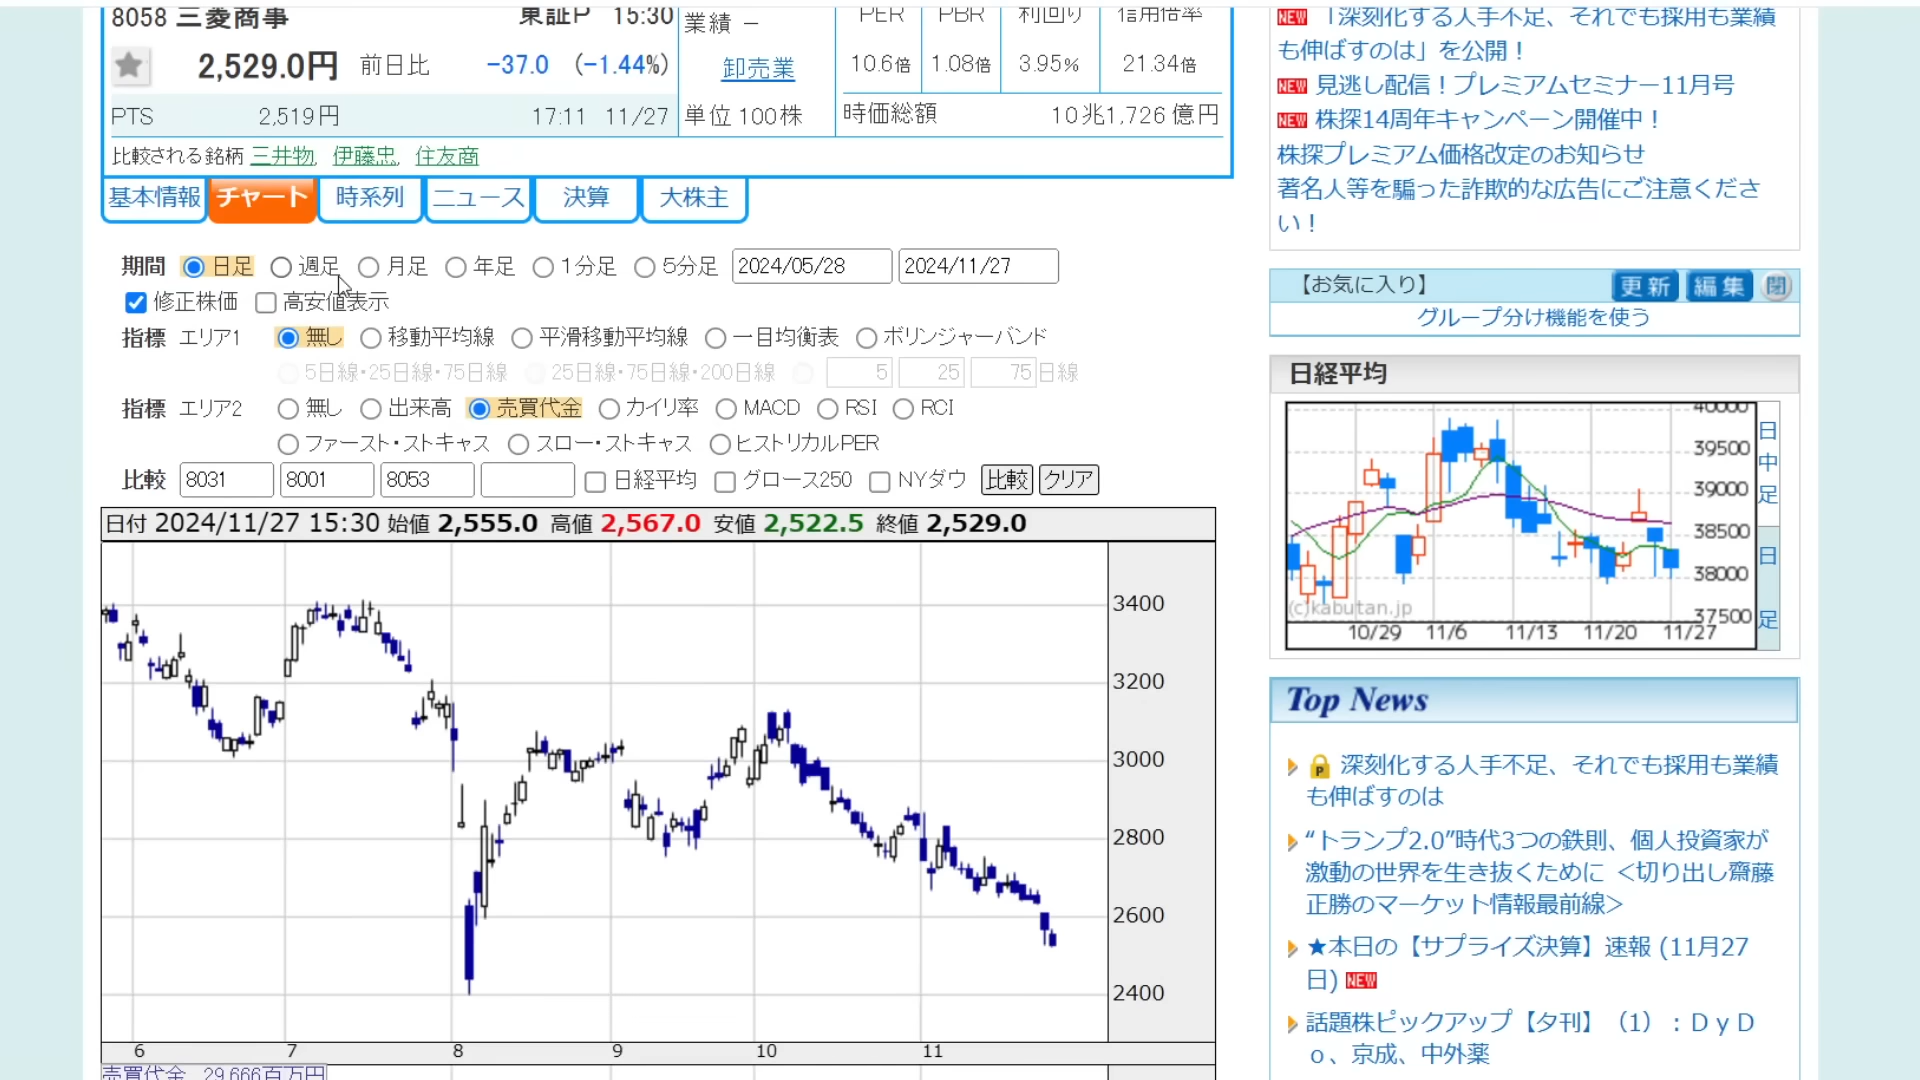 8058 三菱商事 東証P 15:30
業績 −
PER PBR 利回り 信用倍率
2,529.0円 前日比 −37.0 (−1.44%)
卸売業
10.6倍 1.08倍 3.95% 21.34倍
PTS 2,519円 17:11 11/27
単位 100株
時価総額 10兆1,726億円
比較される銘柄 三井物, 伊藤忠, 住友商
基本情報 チャート 時系列 ニュース 決算 大株主
期間 日足 週足 月足 年足 1分足 5分足 2024/05/28 2024/11/27
修正株価 高安値表示
指標 エリア1 無し 移動平均線 平滑移動平均線 一目均衡表 ボリンジャーバンド
5日線・25日線・75日線 25日線・75日線・200日線 5 25 75 日線
指標 エリア2 無し 出来高 売買代金 カイリ率 MACD RSI RCI
ファースト・ストキャス スロー・ストキャス ヒストリカルPER
比較 8031 8001 8053 日経平均 グロース250 NYダウ 比較 クリア
日付 2024/11/27 15:30 始値 2,555.0 高値 2,567.0 安値 2,522.5 終値 2,529.0
3400
3200
3000
2800
2600
2400
6 7 8 9 10 11
売買代金 29,666百万円
NEW 「深刻化する人手不足、それでも採用も業績
も伸ばすのは」を公開!
NEW 見逃し配信!プレミアムセミナー11月号
NEW 株探14周年キャンペーン開催中!
株探プレミアム価格改定のお知らせ
著名人等を騙った詐欺的な広告にご注意くださ
い!
【お気に入り】 更新 編集 閉
グループ分け機能を使う
日経平均
40000
39500
39000
38500
38000
37500
(c)kabutan.jp
10/29 11/6 11/13 11/20 11/27
日
中
足
日
足
Top News
深刻化する人手不足、それでも採用も業績
も伸ばすのは
“トランプ2.0”時代3つの鉄則、個人投資家が
激動の世界を生き抜くために <切り出し齋藤
正勝のマーケット情報最前線>
★本日の【サプライズ決算】速報 (11月27
日) NEW
話題株ピックアップ【夕刊】(1):DyD
o、京成、中外薬